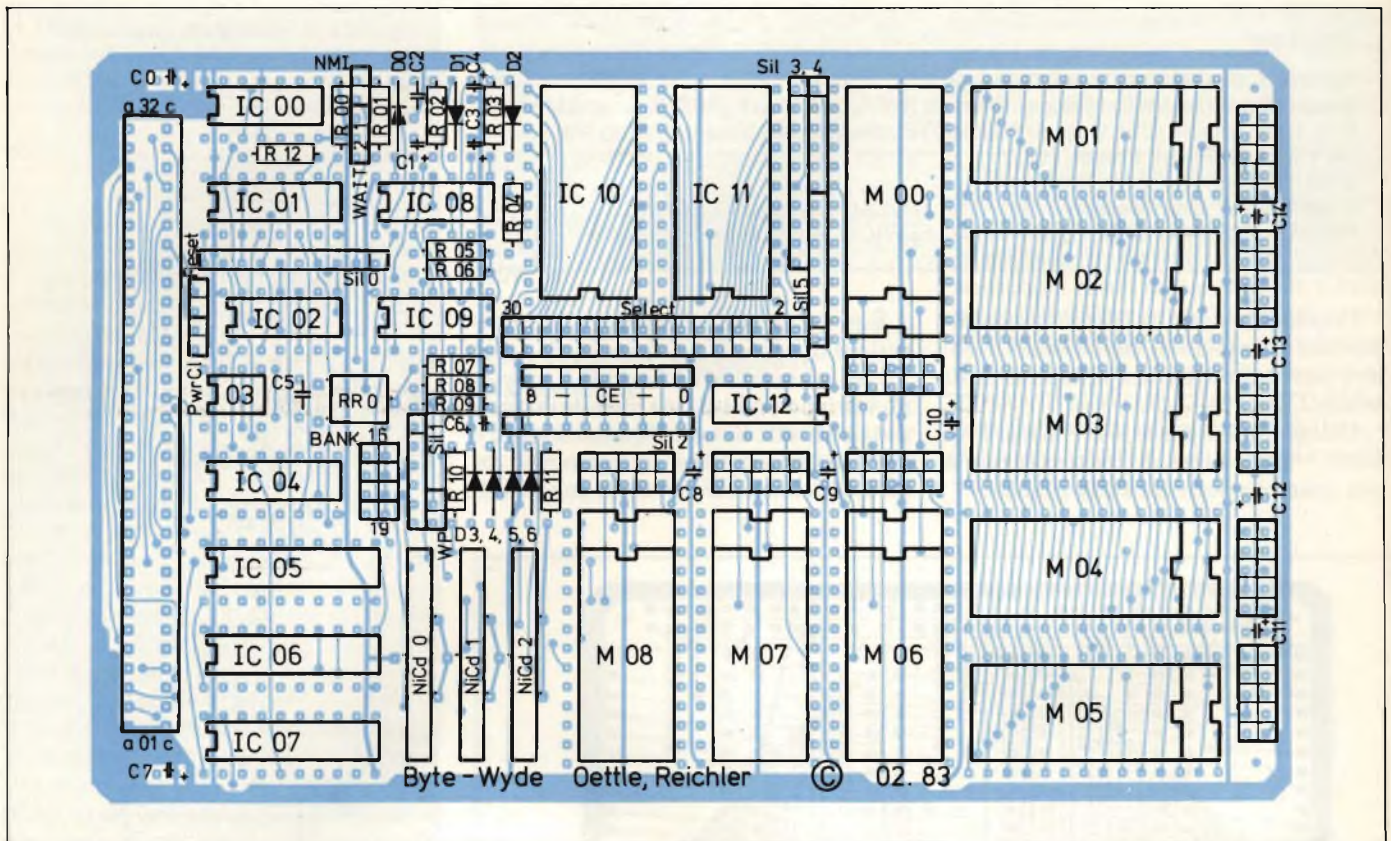 NMI
D0
C2
D1
C4
D2
Sil 3, 4
C0
+
a 32 c
IC 00
R 00
WAIT L 2 1
R 01
R 02
C3
R 03
C1
R 12
IC 10
IC 11
M 00
M 01
IC 01
IC 08
R 04
C14
R 05
R 06
Reset
Sil 0
M 02
Sil 5
IC 02
IC 09
30 Select 2
C13
PwrCl
R 07
R 08
R 09
8 - CE - 0
03
C5
RR 0
IC 12
C10
M 03
C6
Sil 1
Sil 2
BANK 15
IC 04
R 10
R 11
C8
C9
C12
19
WP
D 3, 4, 5, 6
IC 05
M 04
C11
NiCd 0
NiCd 1
NiCd 2
IC 06
M 08
M 07
M 06
M 05
IC 07
a 01 c
C7
+
Byte - Wyde Oettle, Reichler © 02. 83